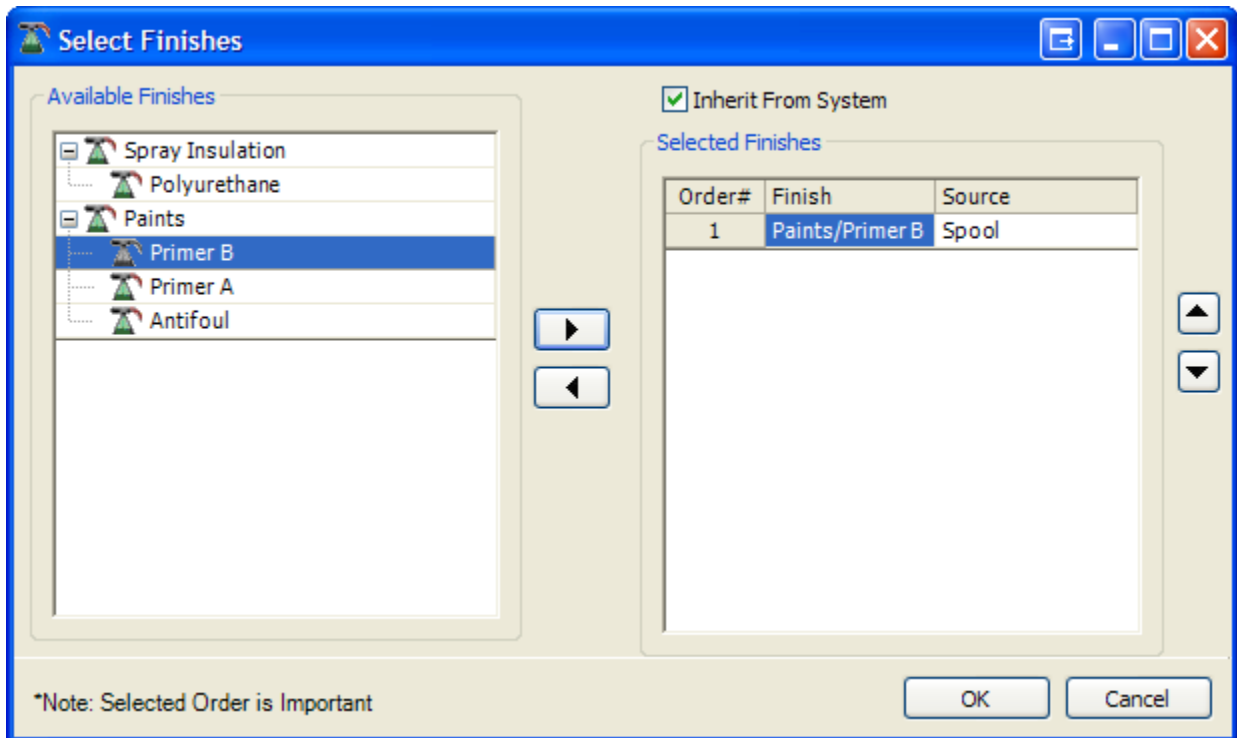 Select Finishes
Available Finishes
Spray Insulation
Polyurethane
Paints
Primer B
Primer A
Antifoul
Inherit From System
Selected Finishes
Order# Finish Source
1 Paints/Primer B Spool
*Note: Selected Order is Important
OK Cancel